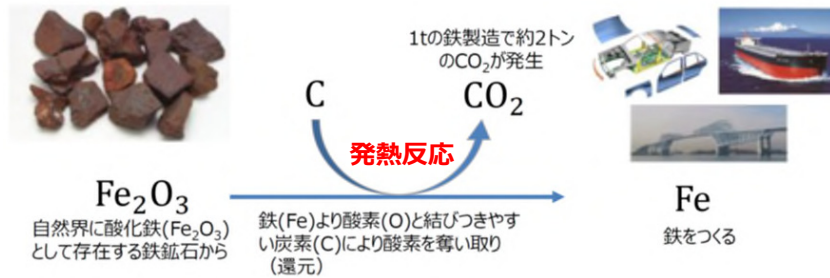 1tの鉄製造で約2トン
のCO₂が発生
C
CO₂
発熱反応
Fe₂O₃
Fe
自然界に酸化鉄(Fe₂O₃)
として存在する鉄鉱石から
鉄(Fe)より酸素(O)と結びつきやす
い炭素(C)により酸素を奪い取り
（還元）
鉄をつくる